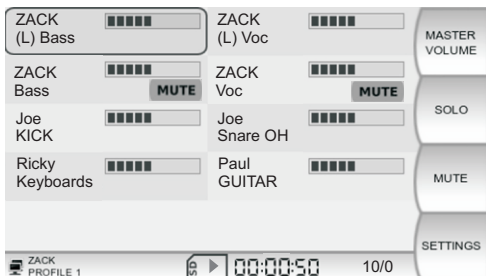 ZACK
(L) Bass
ZACK
(L) Voc
ZACK
Bass
MUTE
ZACK
Voc
MUTE
Joe
KICK
Joe
Snare OH
Ricky
Keyboards
Paul
GUITAR
MASTER
VOLUME
SOLO
MUTE
SETTINGS
ZACK
PROFILE 1
SD
00:00:50
10/0